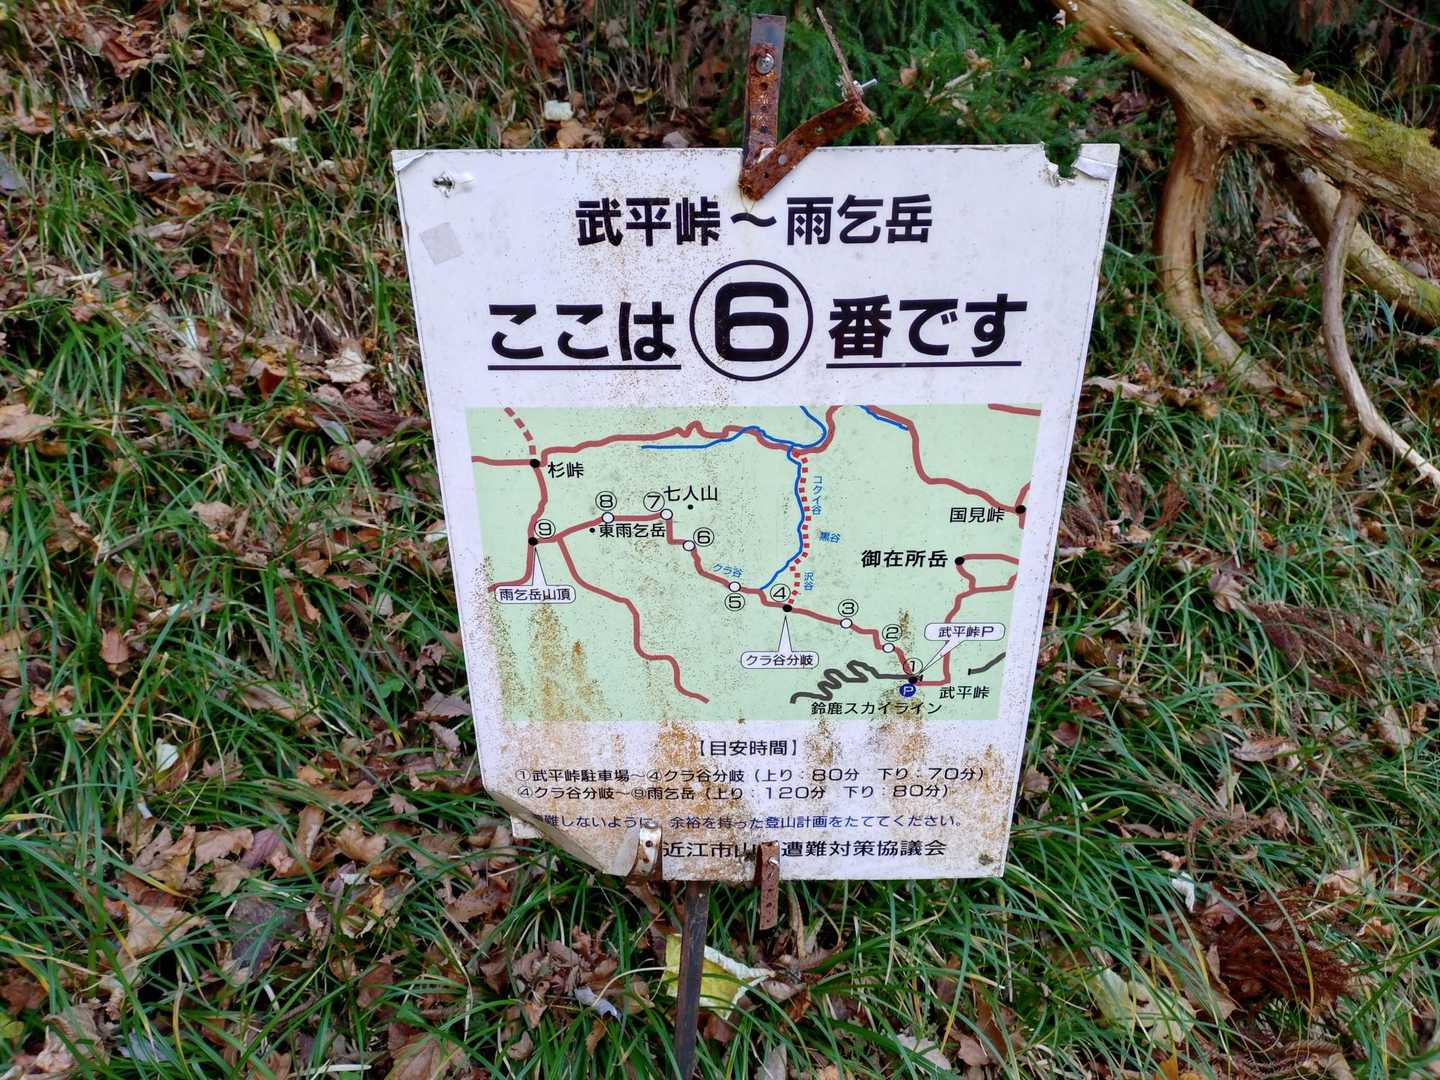 武平峠～雨乞岳
ここは⑥番です
杉峠
コクイ谷
七人山
⑧
⑦
国見峠
⑨
東雨乞岳
⑥
黒谷
御在所岳
クラ谷
沢谷
雨乞岳山頂
⑤
④
③
②
武平峠P
クラ谷分岐
①
P
武平峠
鈴鹿スカイライン
【目安時間】
①武平峠駐車場～④クラ谷分岐（上り：80分　下り：70分）
④クラ谷分岐～⑨雨乞岳（上り：120分　下り：80分）
難しないように、余裕を持った登山計画をたててください。
近江市山 遭難対策協議会